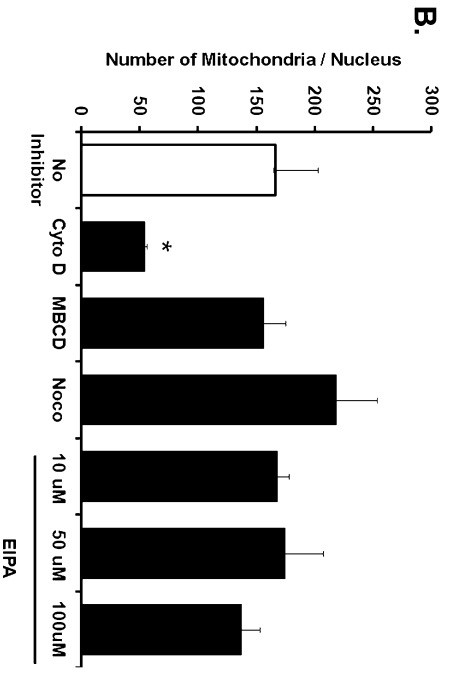 B.
Number of Mitochondria / Nucleus
300
250
200
150
100
50
0
*
No Inhibitor
Cyto D
MBCD
Noco
10 uM
50 uM
100uM
EIPA